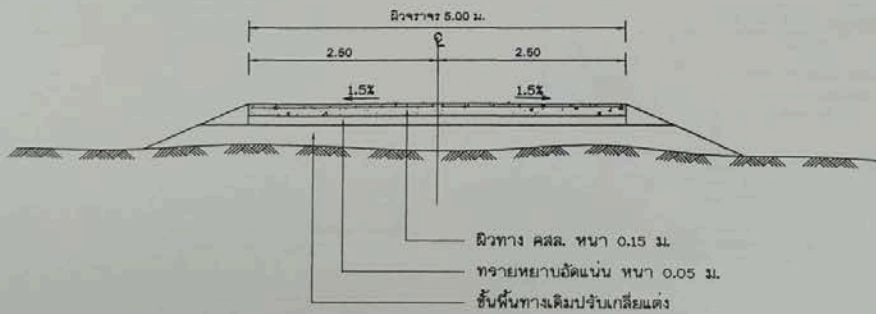 ผิวจราจร 5.00 ม.
℄
2.50 2.50
1.5% 1.5%
ผิวทาง คสล. หนา 0.15 ม.
ทรายหยาบอัดแน่น หนา 0.05 ม.
ชั้นพื้นทางเดิมปรับเกลี่ยแต่ง